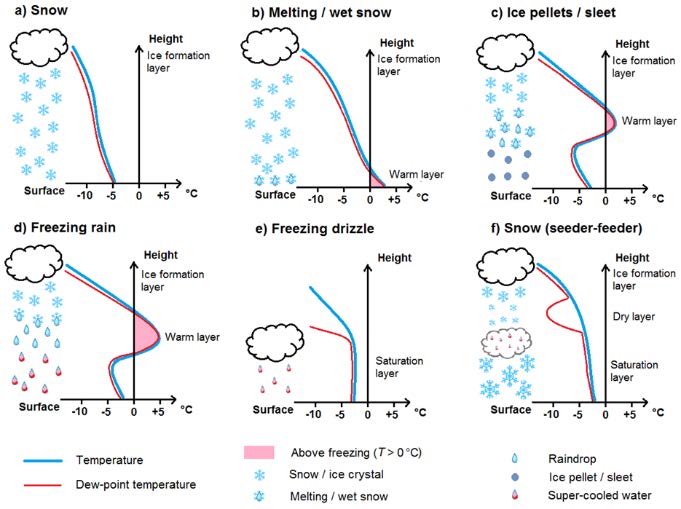 a) Snow
Height
Ice formation
layer
Surface
-10 -5 0 +5 °C
b) Melting / wet snow
Height
Ice formation
layer
Warm layer
Surface
-10 -5 0 +5 °C
c) Ice pellets / sleet
Height
Ice formation
layer
Warm layer
Surface
-10 -5 0 +5 °C
d) Freezing rain
Height
Ice formation
layer
Warm layer
Surface
-10 -5 0 +5 °C
e) Freezing drizzle
Height
Saturation
layer
Surface
-10 -5 0 +5 °C
f) Snow (seeder-feeder)
Height
Ice formation
layer
Dry layer
Saturation
layer
Surface
-10 -5 0 +5 °C
Temperature
Dew-point temperature
Above freezing (T > 0 °C)
Snow / ice crystal
Melting / wet snow
Raindrop
Ice pellet / sleet
Super-cooled water